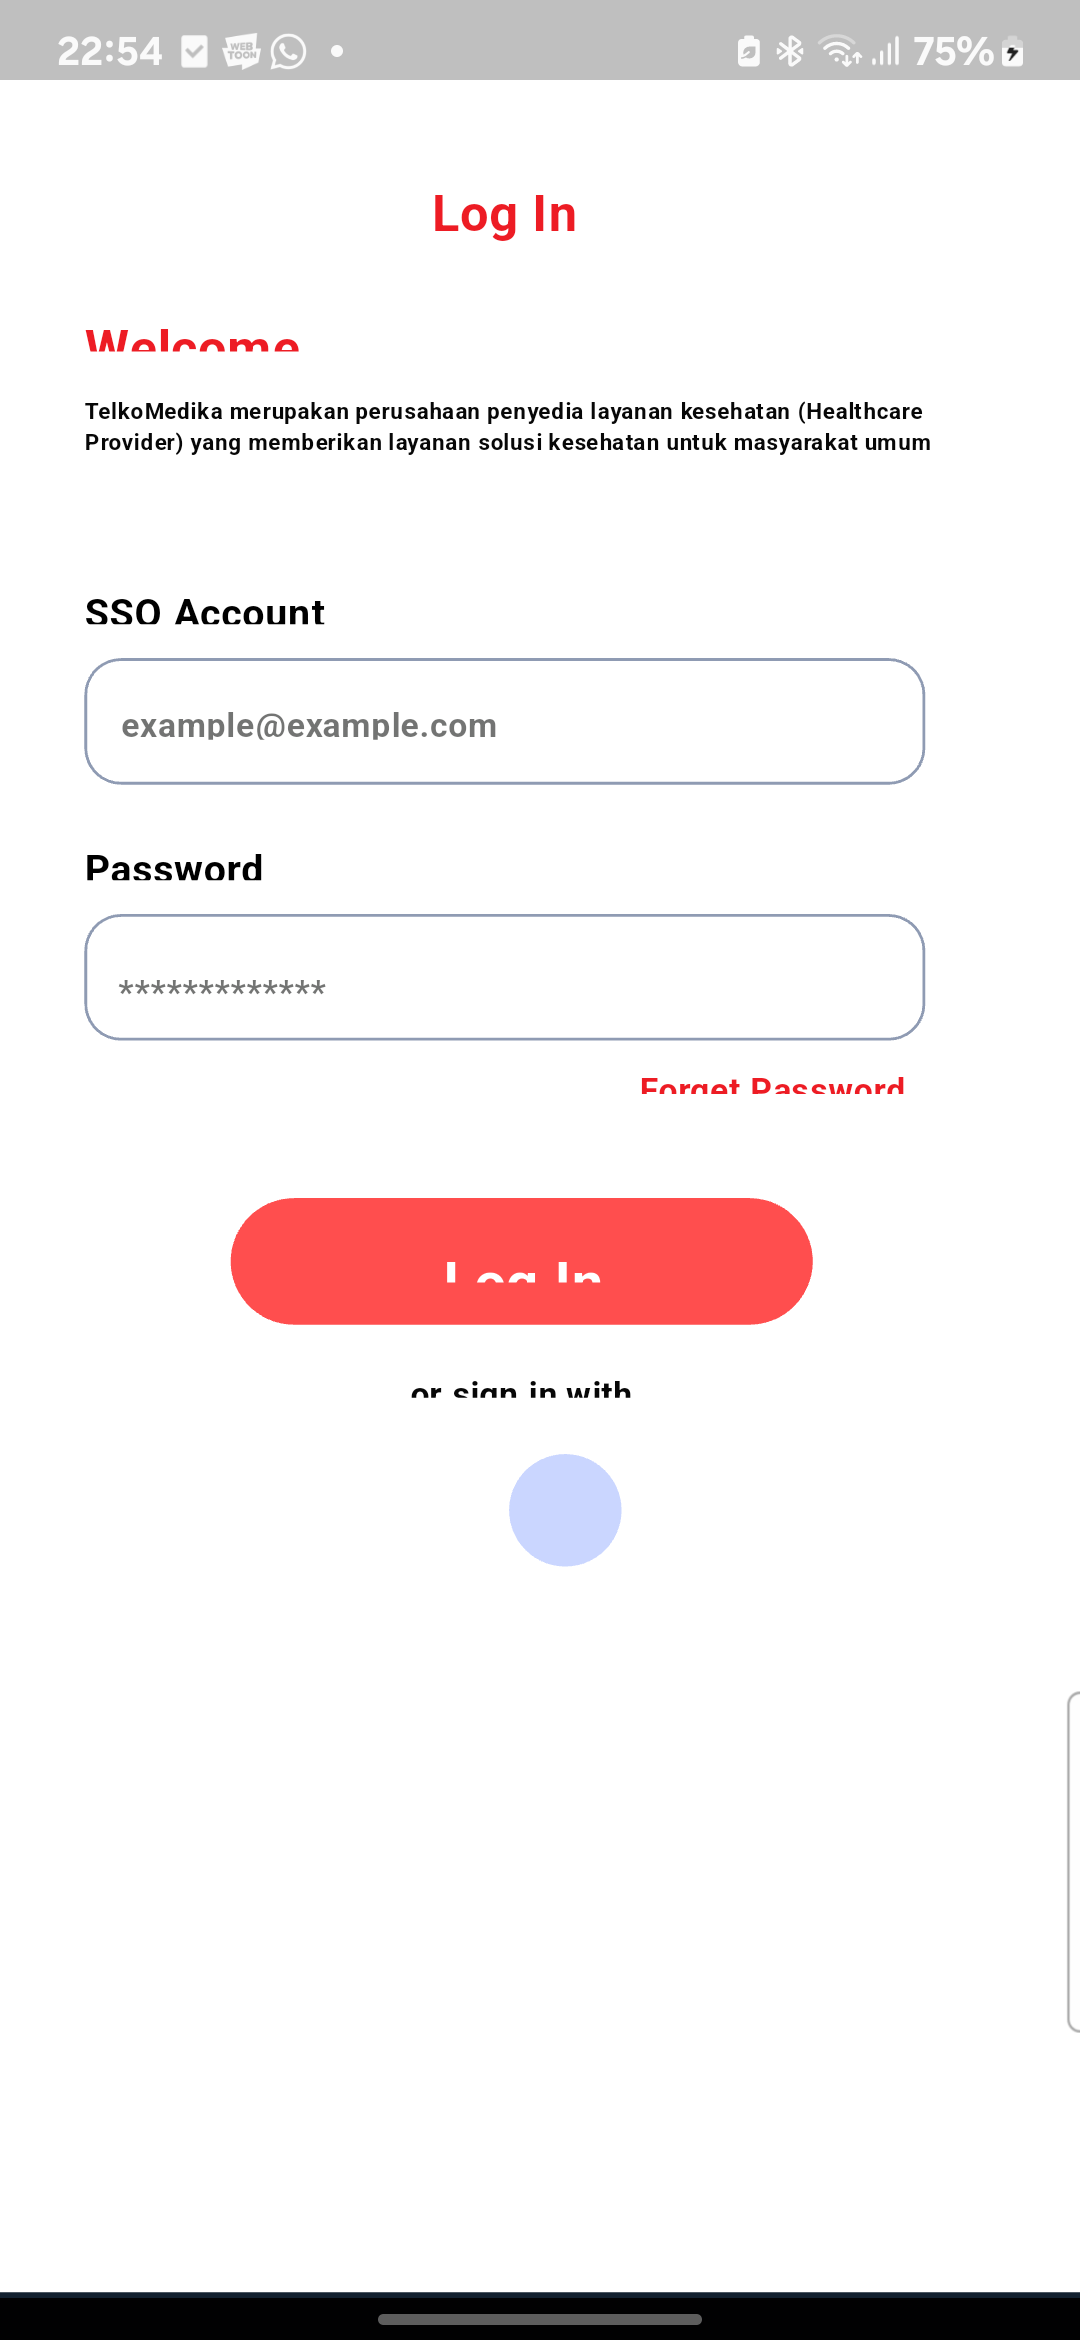 22:54
WEB
TOON
75%
Log In
Welcome
TelkoMedika merupakan perusahaan penyedia layanan kesehatan (Healthcare
Provider) yang memberikan layanan solusi kesehatan untuk masyarakat umum
SSO Account
example@example.com
Password
*************
Forget Password
Log In
or sign in with